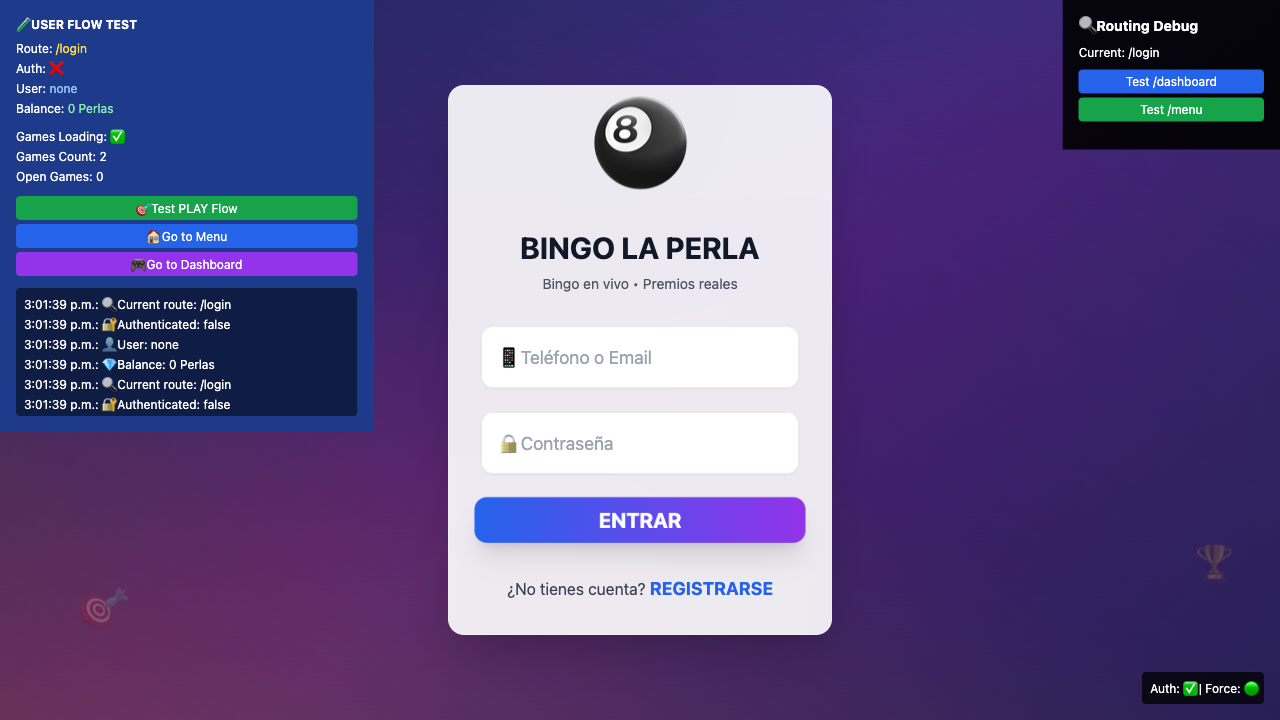 USER FLOW TEST
Route: /login
Auth: ❌
User: none
Balance: 0 Perlas
Games Loading: ✅
Games Count: 2
Open Games: 0
🎯Test PLAY Flow
🏠Go to Menu
🎮Go to Dashboard
3:01:39 p.m.: 🔍Current route: /login
3:01:39 p.m.: 🔐Authenticated: false
3:01:39 p.m.: 👤User: none
3:01:39 p.m.: 💎Balance: 0 Perlas
3:01:39 p.m.: 🔍Current route: /login
3:01:39 p.m.: 🔐Authenticated: false
8
BINGO LA PERLA
Bingo en vivo • Premios reales
📱Teléfono o Email
🔒Contraseña
ENTRAR
¿No tienes cuenta? REGISTRARSE
🔍Routing Debug
Current: /login
Test /dashboard
Test /menu
Auth: ✅| Force: 🟢